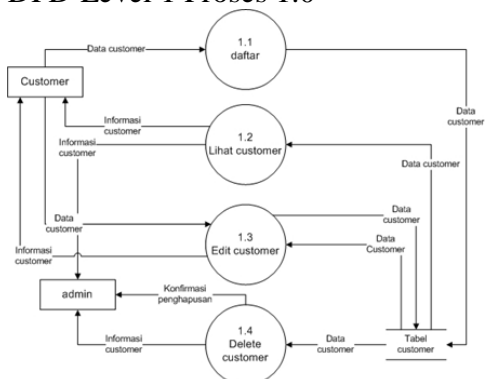 DFD Level 1 Proses 1.0
1.1
daftar
Data customer
Customer
Data
customer
Informasi
customer
1.2
Lihat customer
Informasi
customer
Data customer
Data
customer
1.3
Edit customer
Data
customer
Data
Customer
Informasi
customer
admin
Konfirmasi
penghapusan
1.4
Delete
customer
Informasi
customer
Data
customer
Tabel
customer